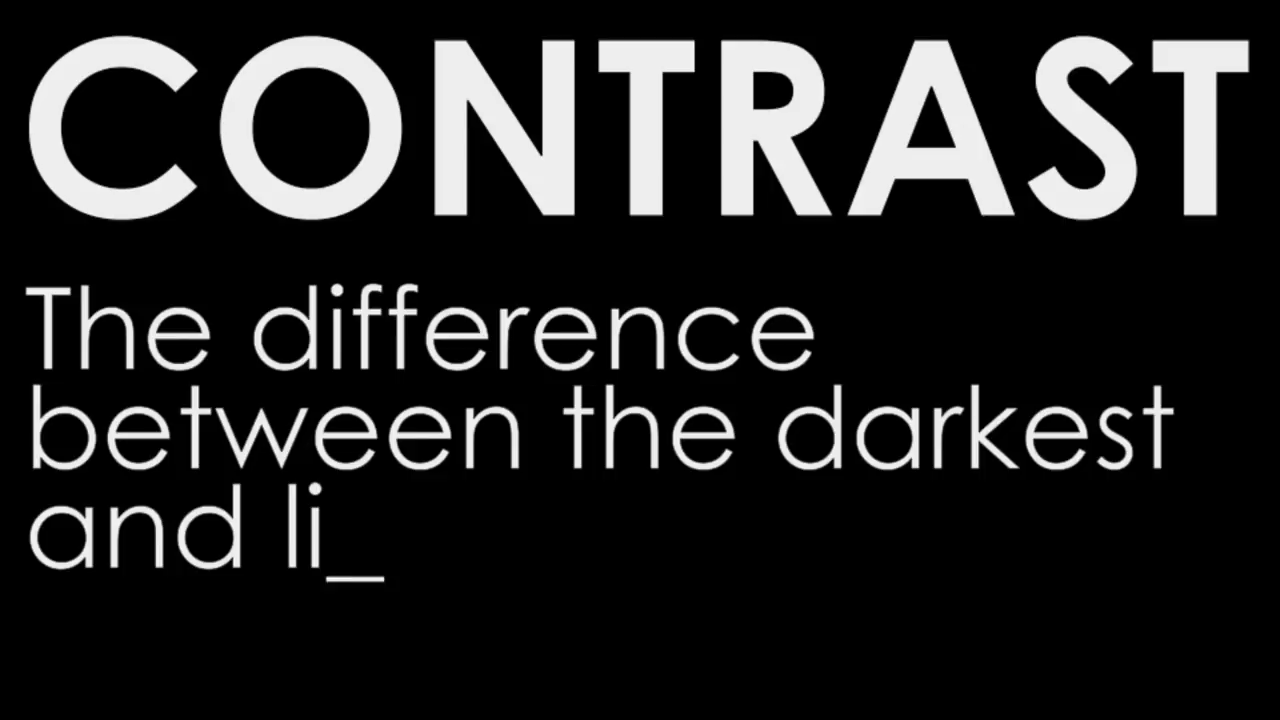 CONTRAST
The difference
between the darkest
and li_